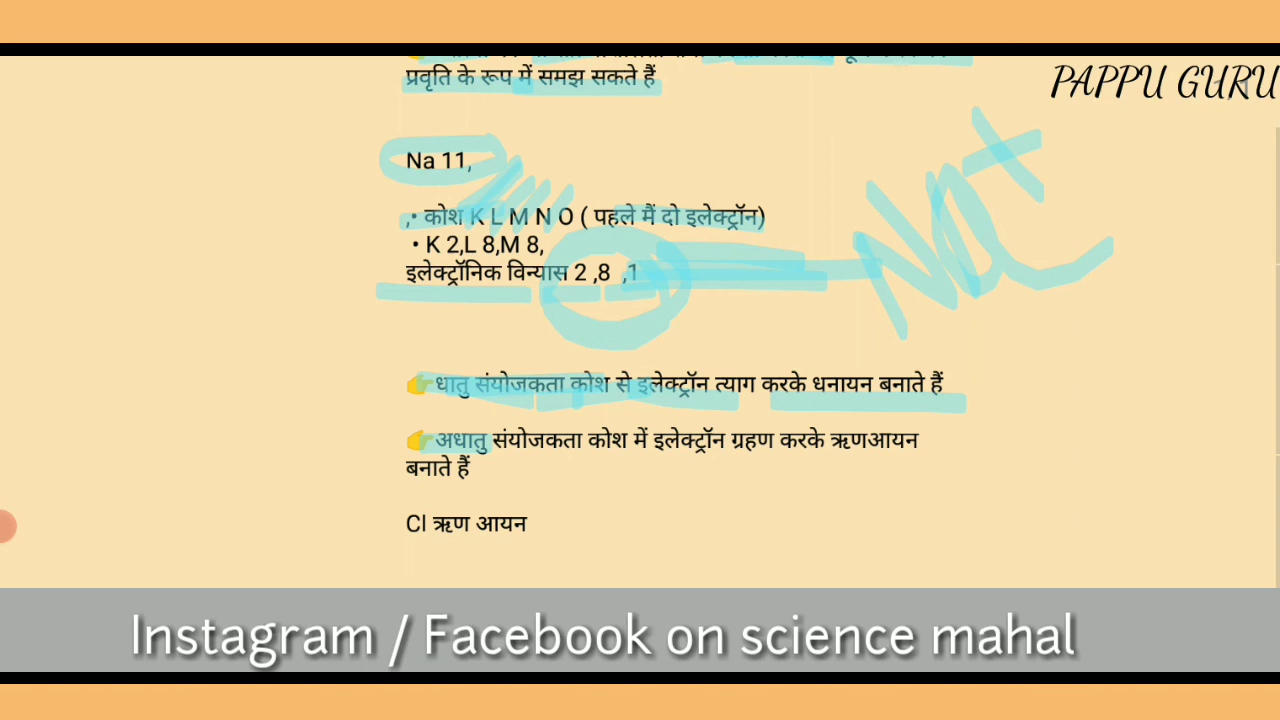 प्रवृति के रूप में समझ सकते हैं
PAPPU GURU
Na 11,
,• कोश K L M N O ( पहले मैं दो इलेक्ट्रॉन)
• K 2,L 8,M 8,
इलेक्ट्रॉनिक विन्यास 2 ,8 ,1
Na+
👉धातु संयोजकता कोश से इलेक्ट्रॉन त्याग करके धनायन बनाते हैं
👉अधातु संयोजकता कोश में इलेक्ट्रॉन ग्रहण करके ऋणआयन
बनाते हैं
Cl ऋण आयन
Instagram / Facebook on science mahal